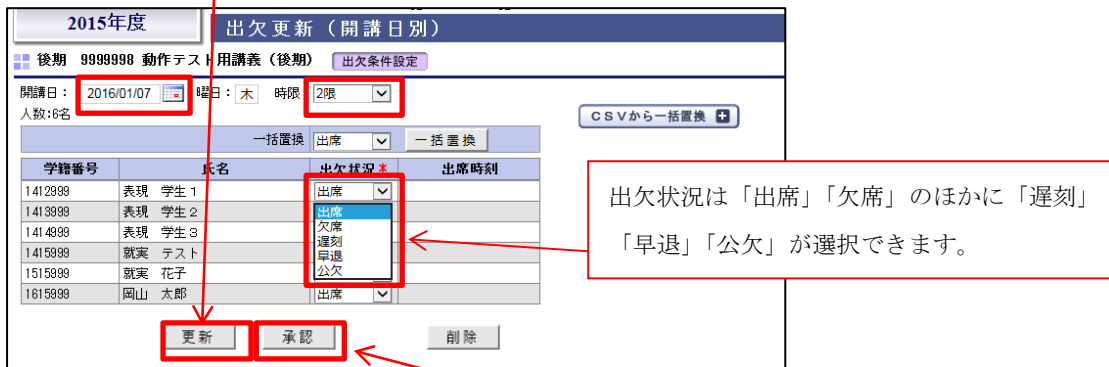 2015年度
出欠更新（開講日別）
後期 9999998 動作テスト用講義（後期） 出欠条件設定
開講日： 2016/01/07 曜日： 木 時限 2限
人数:6名
CSVから一括置換
一括置換 出席 一括置換
学籍番号 氏名 出欠状況* 出席時刻
1412999 表現 学生1 出席
1413999 表現 学生2 出席
1414999 表現 学生3 欠席
遅刻
1415999 就実 テスト 早退
1515999 就実 花子 公欠
1615999 岡山 太郎 出席
出欠状況は「出席」「欠席」のほかに「遅刻」
「早退」「公欠」が選択できます。
更新 承認 削除